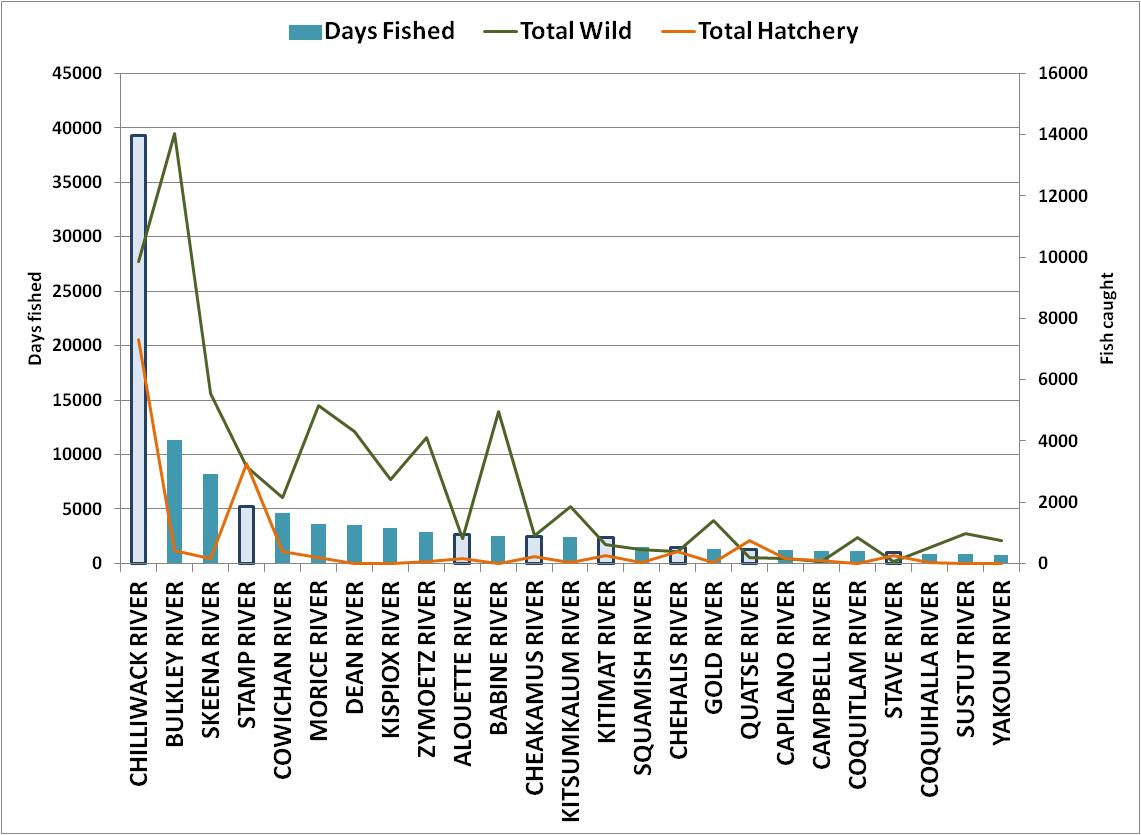 Days Fished Total Wild Total Hatchery
45000
40000
35000
30000
25000
20000
15000
10000
5000
0
Days fished
16000
14000
12000
10000
8000
6000
4000
2000
0
Fish caught
CHILLIWACK RIVER
BULKLEY RIVER
SKEENA RIVER
STAMP RIVER
COWICHAN RIVER
MORICE RIVER
DEAN RIVER
KISPIOX RIVER
ZYMOETZ RIVER
ALOUETTE RIVER
BABINE RIVER
CHEAKAMUS RIVER
KITSUMKALUM RIVER
KITIMAT RIVER
SQUAMISH RIVER
CHEHALIS RIVER
GOLD RIVER
QUATSE RIVER
CAPILANO RIVER
CAMPBELL RIVER
COQUITLAM RIVER
STAVE RIVER
COQUIHALLA RIVER
SUSTUT RIVER
YAKOUN RIVER